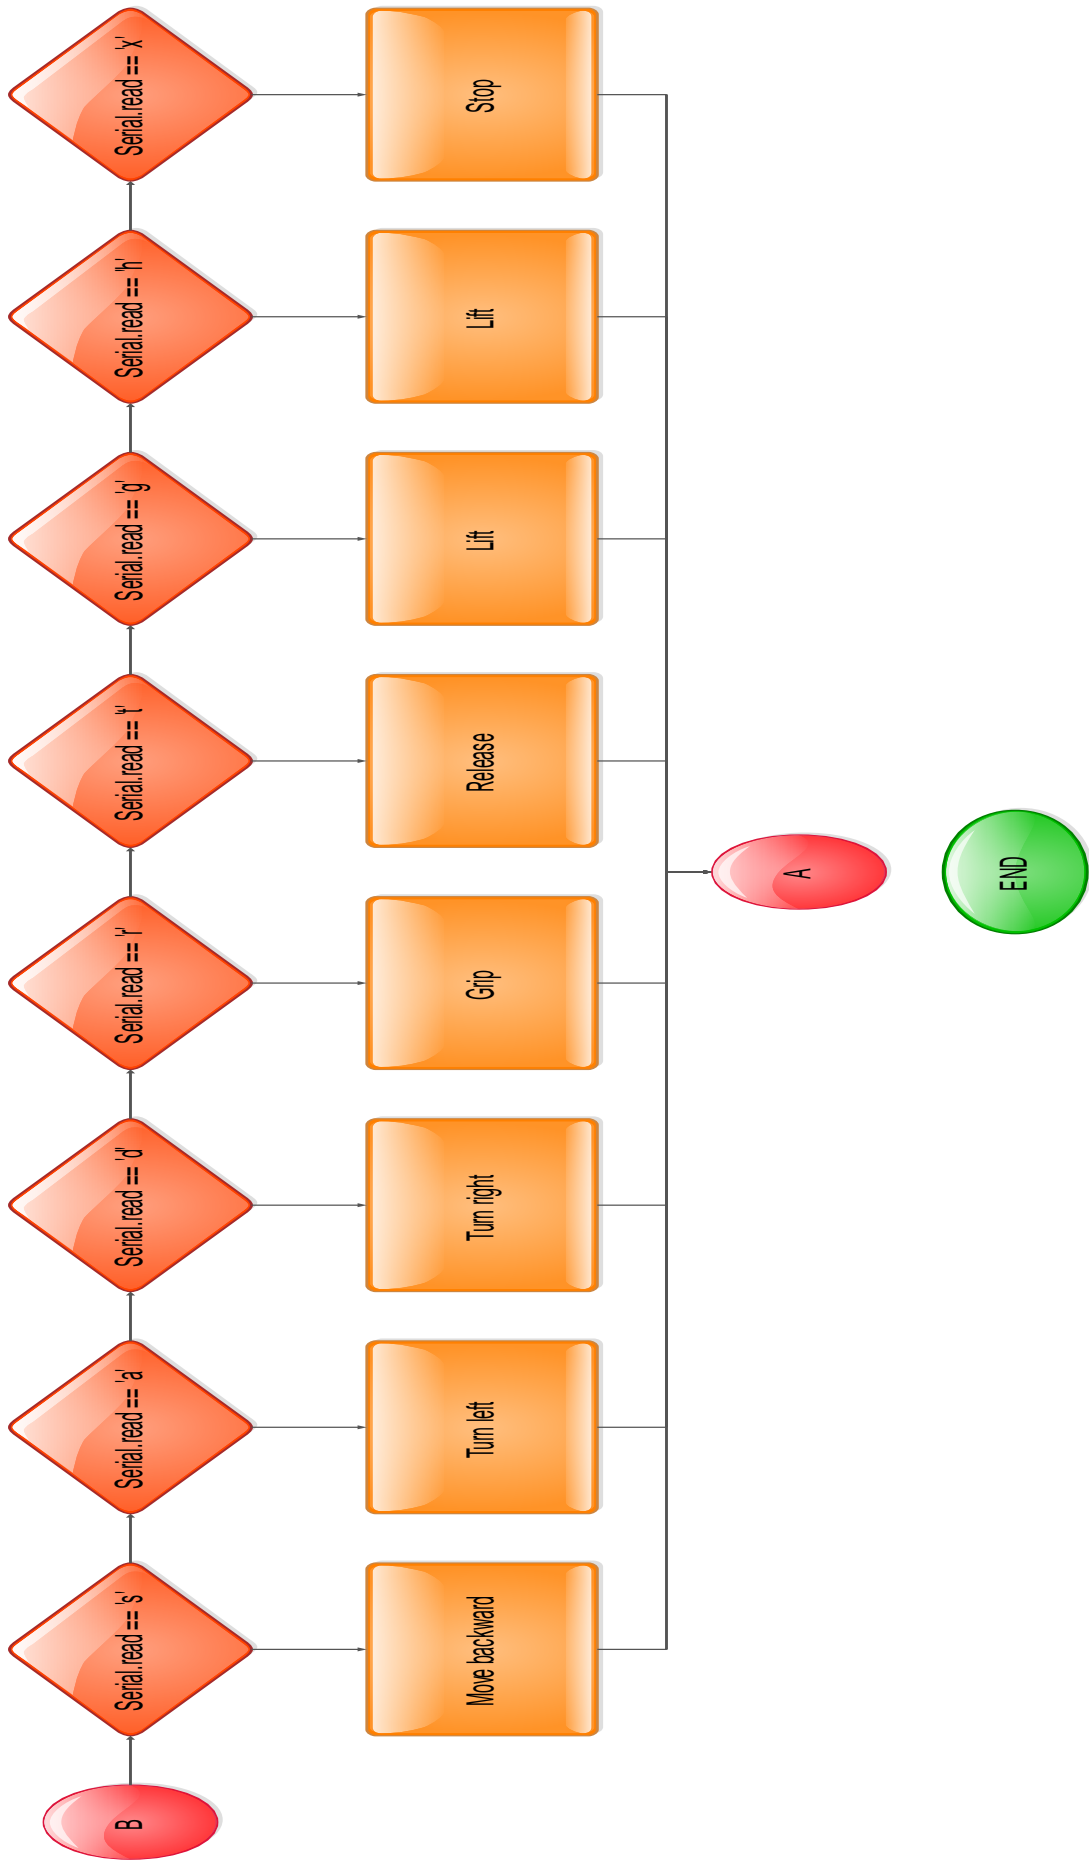 B
Serial.read == 's'
Serial.read == 'a'
Serial.read == 'd'
Serial.read == 'r'
Serial.read == 't'
Serial.read == 'g'
Serial.read == 'h'
Serial.read == 'x'
Move backward
Turn left
Turn right
Grip
Release
Lift
Lift
Stop
A
END